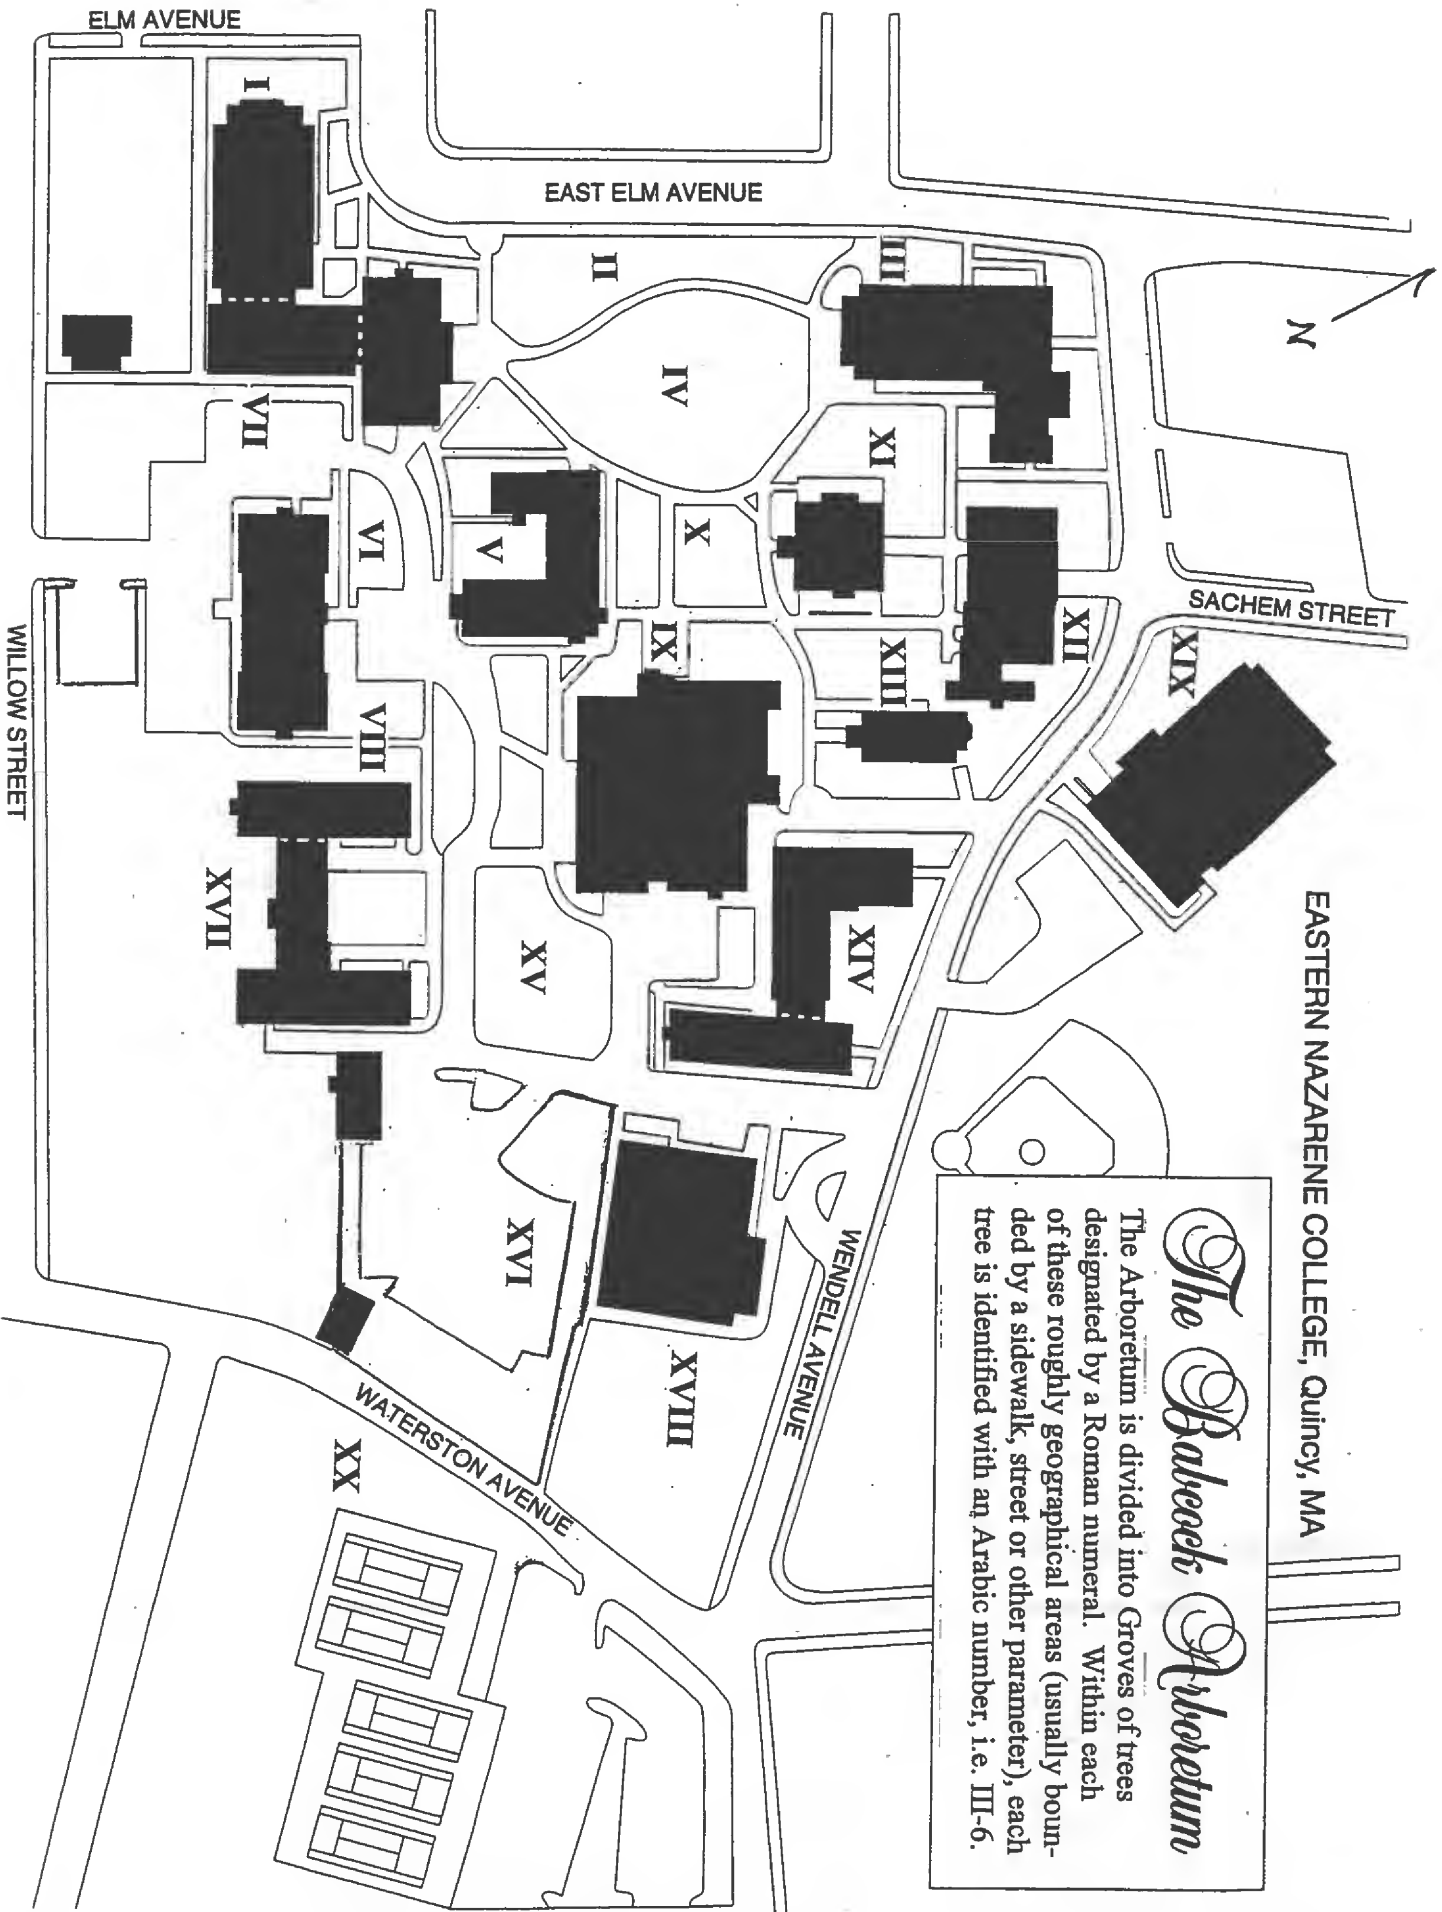 EASTERN NAZARENE COLLEGE, Quincy, MA
The Babcock Arboretum
The Arboretum is divided into Groves of trees
designated by a Roman numeral. Within each
of these roughly geographical areas (usually boun-
ded by a sidewalk, street or other parameter), each
tree is identified with an Arabic number, i.e. III-6.
N
ELM AVENUE
EAST ELM AVENUE
SACHEM STREET
WENDELL AVENUE
WATERSTON AVENUE
WILLOW STREET
I
II
III
IV
V
VI
VII
VIII
IX
X
XI
XII
XIII
XIV
XV
XVI
XVII
XVIII
XIX
XX